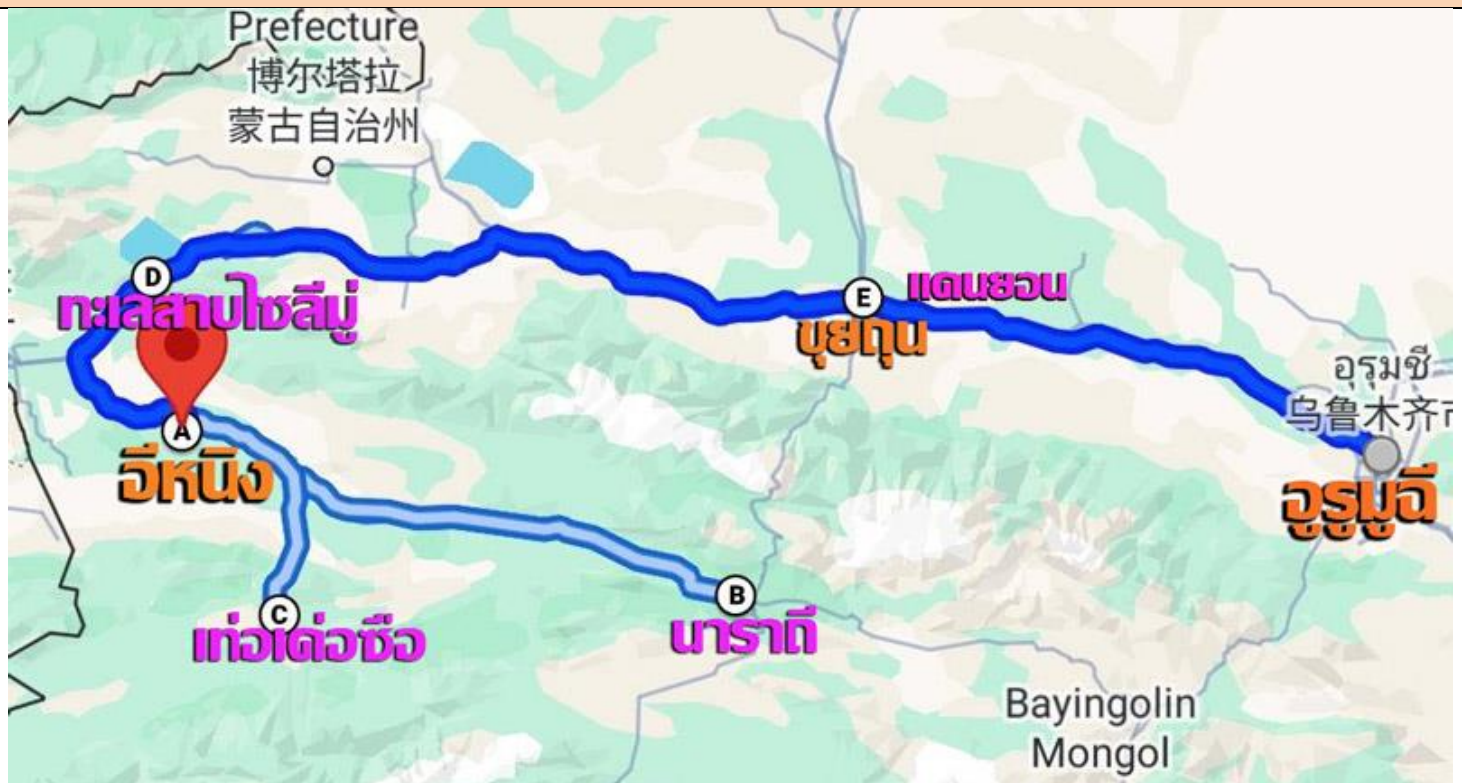 Prefecture
博尔塔拉
蒙古自治州
D
ทะเลสาบไซลีมู่
E
แดนยอน
ขุยถุน
อุรุมชี
乌鲁木齐市
A
อีหนิง
อูรูมูฉี
B
C
นาราถี
เท่อเค่อซือ
Bayingolin
Mongol